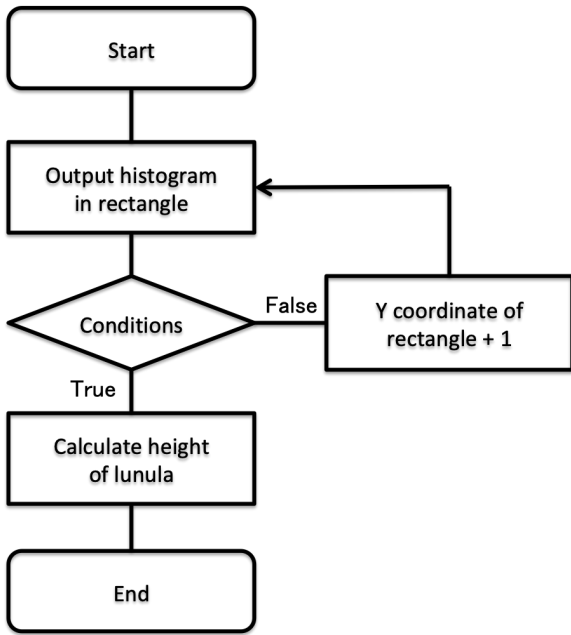 Start
Output histogram
in rectangle
Conditions
False
Y coordinate of
rectangle + 1
True
Calculate height
of lunula
End